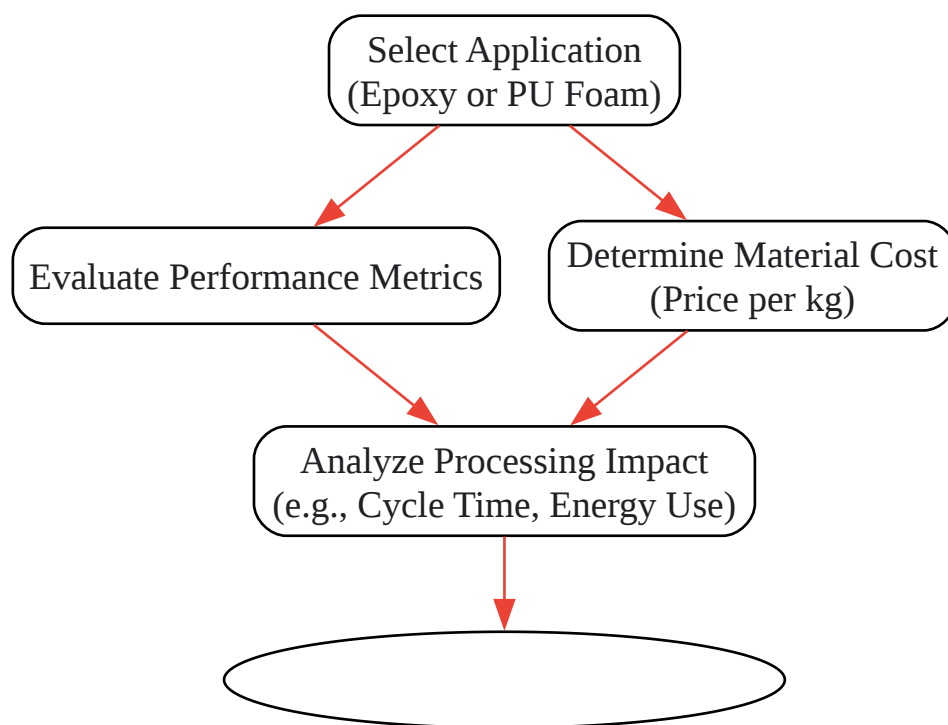 Select Application
(Epoxy or PU Foam)
Evaluate Performance Metrics
Determine Material Cost
(Price per kg)
Analyze Processing Impact
(e.g., Cycle Time, Energy Use)